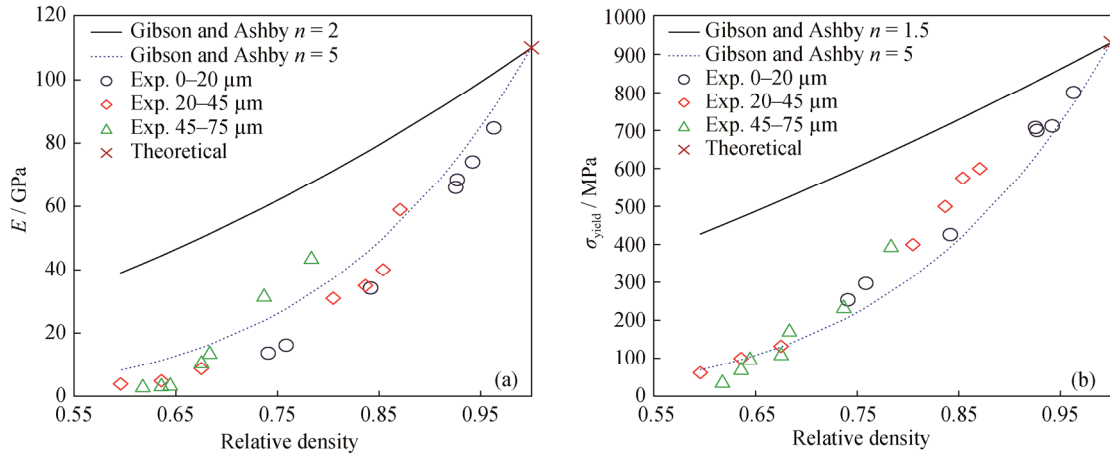 120
100
80
60
40
20
0
E / GPa
0.55
0.65
0.75
0.85
0.95
Relative density
Gibson and Ashby n = 2
Gibson and Ashby n = 5
Exp. 0–20 µm
Exp. 20–45 µm
Exp. 45–75 µm
Theoretical
(a)
1000
900
800
700
600
500
400
300
200
100
0
σyield / MPa
0.55
0.65
0.75
0.85
0.95
Relative density
Gibson and Ashby n = 1.5
Gibson and Ashby n = 5
Exp. 0–20 µm
Exp. 20–45 µm
Exp. 45–75 µm
Theoretical
(b)